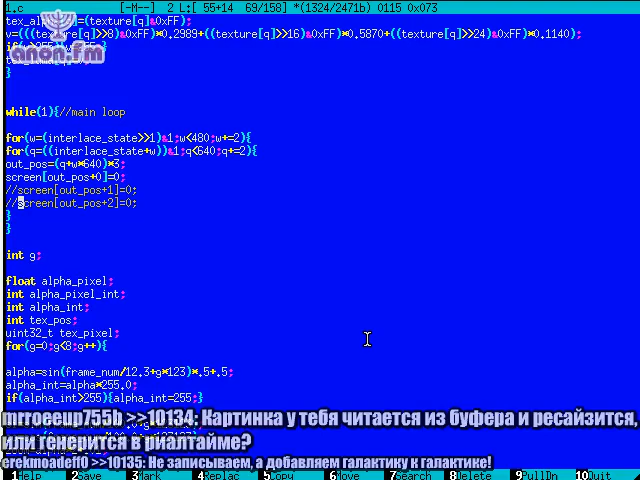 1.c [-M--] 2 L:[ 55+14 69/158] *(1324/2471b) 0115 0x073
tex_al ]=(texture[q]&0xFF);
v=(((texture[q]>>8)&0xFF)*0.2989+((texture[q]>>16)&0xFF)*0.5870+((texture[q]>>24)&0xFF)*0.1140);
anon.fm
}
while(1){//main loop
for(w=(interlace_state>>1)&1;w<480;w+=2){
for(q=((interlace_state+w))&1;q<640;q+=2){
out_pos=(q+w*640)*3;
screen[out_pos+0]=0;
//screen[out_pos+1]=0;
//screen[out_pos+2]=0;
}
}
int g;
float alpha_pixel;
int alpha_pixel_int;
int alpha_int;
int tex_pos;
uint32_t tex_pixel;
for(g=0;g<8;g++){
alpha=sin(frame_num/12.3+g*123)*.5+.5;
alpha_int=alpha*255.0;
if(alpha_int>255){alpha_int=255;}
mrroeeup755b >>10134: Картинка у тебя читается из буфера и ресайзится,
или генерится в риалтайме?
erekmoadeff0 >>10135: Не записываем, а добавляем галактику к галактике!
1Help 2Save 3Mark 4Replac 5Copy 6Move 7Search 8Delete 9PullDn 10Quit